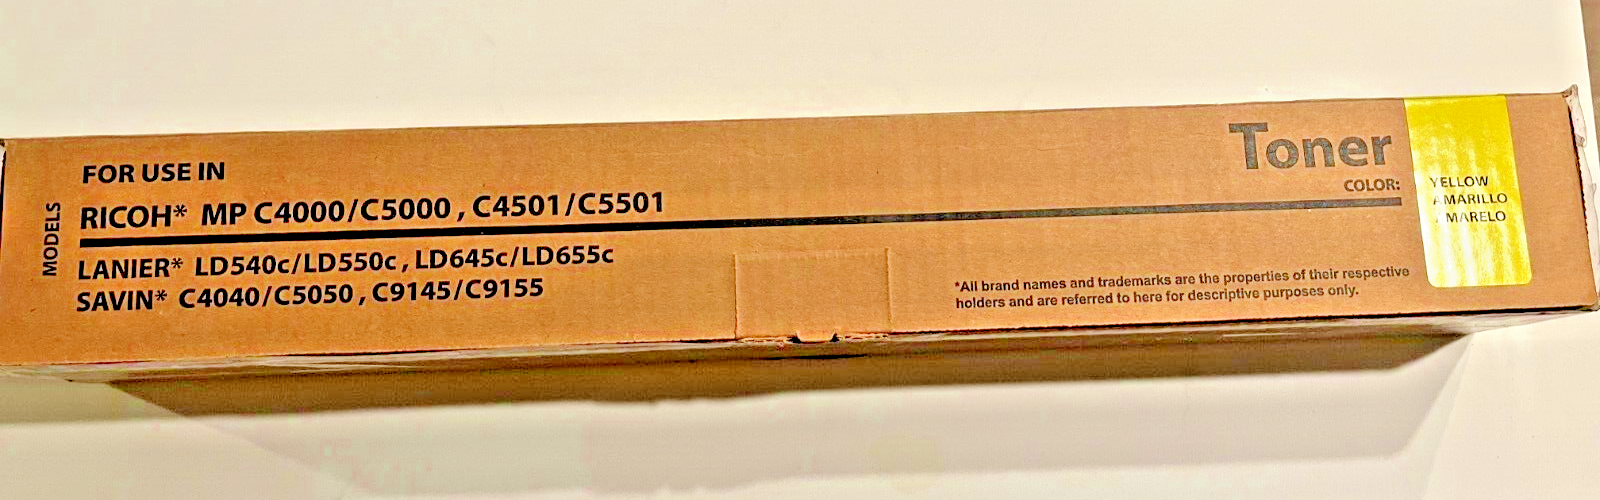 MODELS
FOR USE IN
RICOH* MP C4000/C5000, C4501/C5501
LANIER* LD540c/LD550c, LD645c/LD655c
SAVIN* C4040/C5050, C9145/C9155
Toner
COLOR:
YELLOW
AMARILLO
AMARELO
*All brand names and trademarks are the properties of their respective
holders and are referred to here for descriptive purposes only.